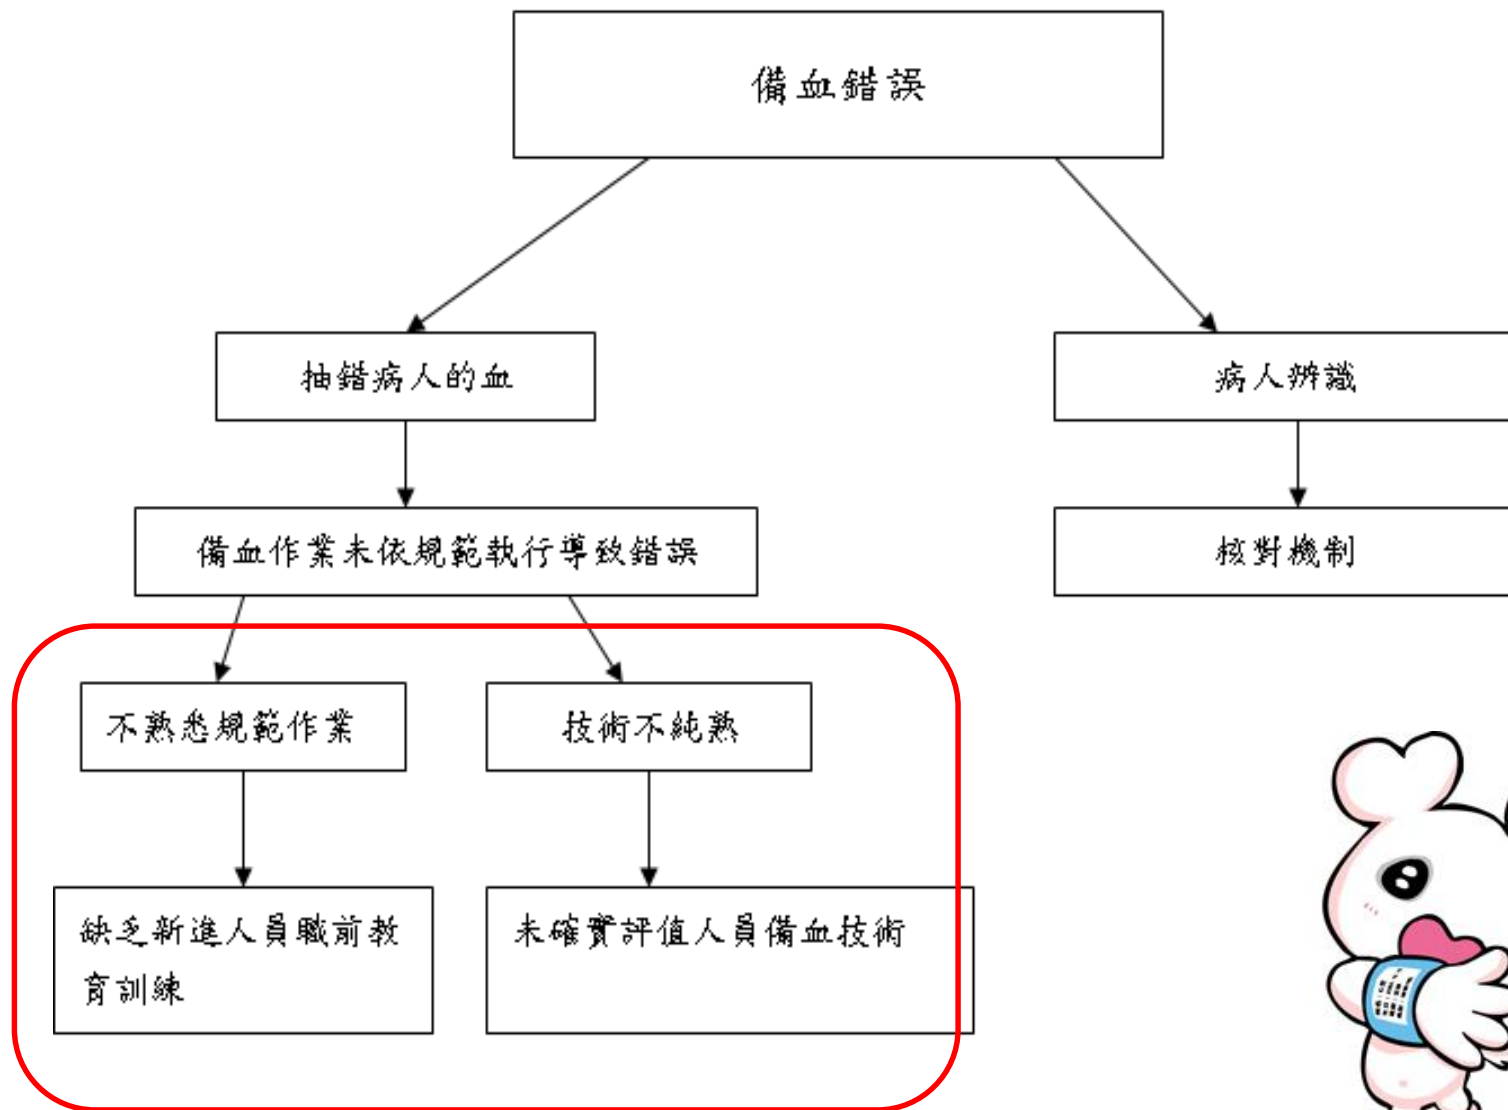 備血錯誤
抽錯病人的血
病人辨識
備血作業未依規範執行導致錯誤
核對機制
不熟悉規範作業
技術不純熟
缺乏新進人員職前教
育訓練
未確實評值人員備血技術